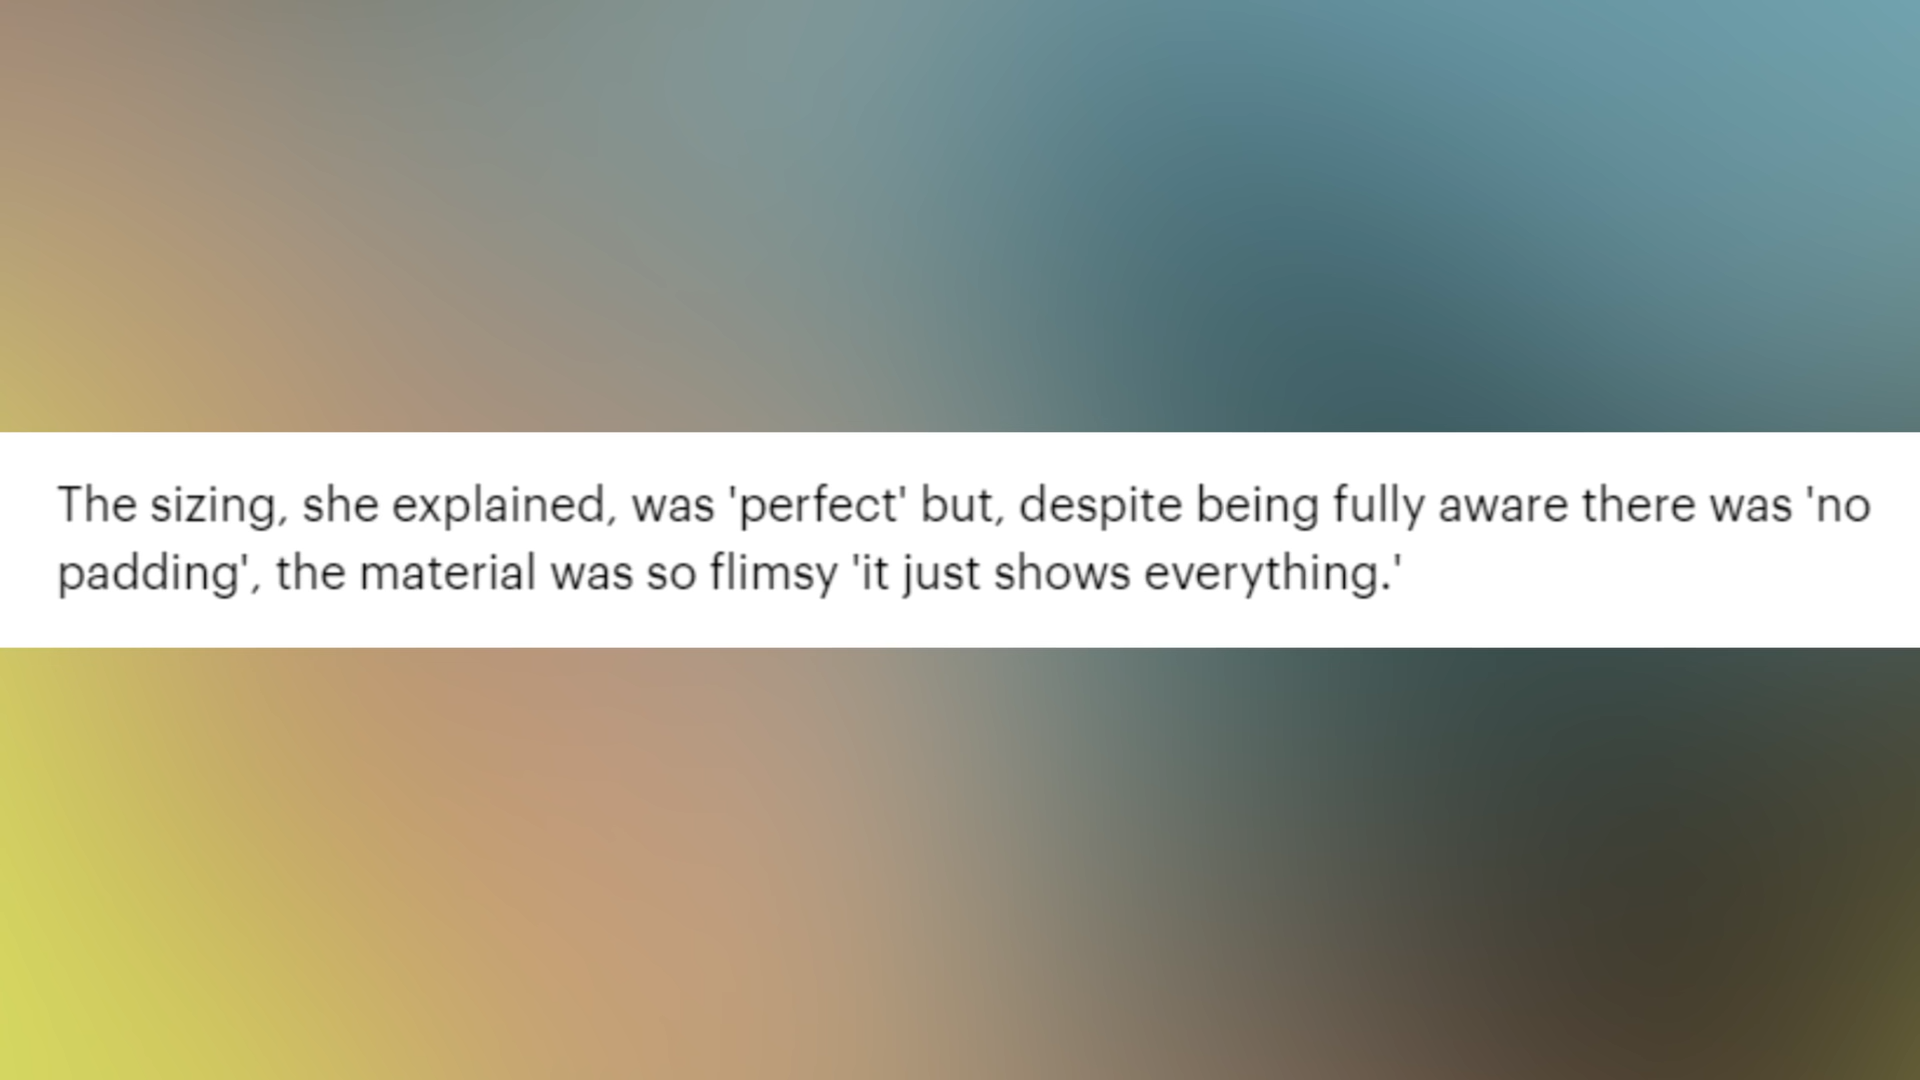 The sizing, she explained, was 'perfect' but, despite being fully aware there was 'no
padding', the material was so flimsy 'it just shows everything.'